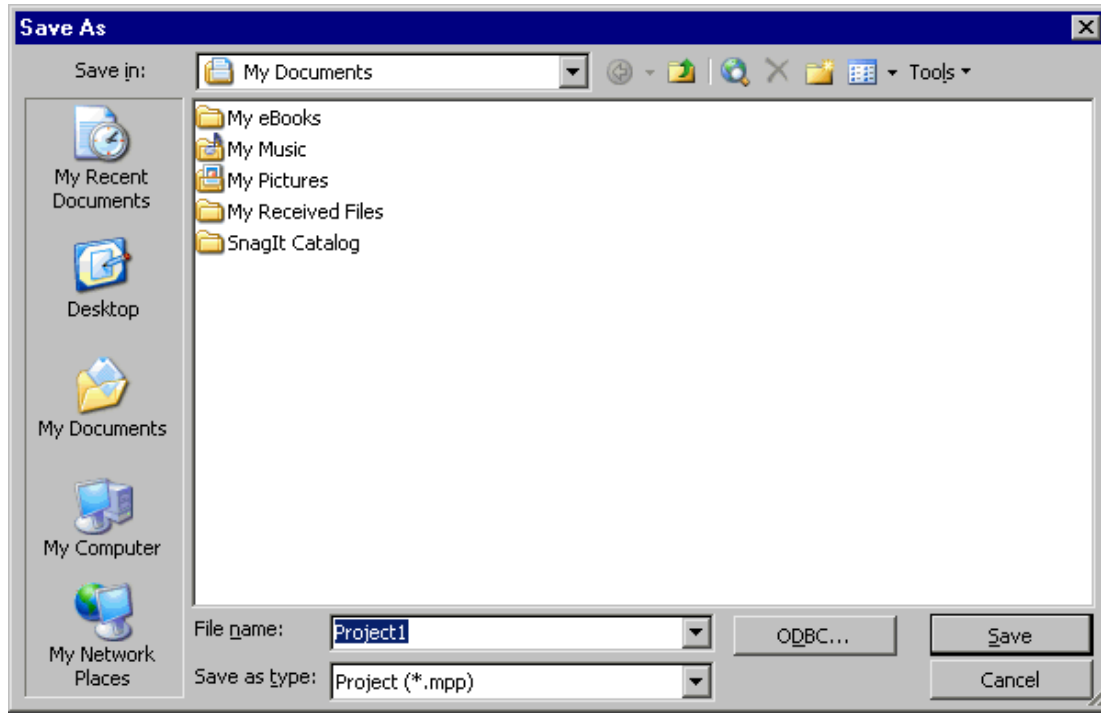 Save As
Save in:
My Documents
Tools
My Recent
Documents
Desktop
My Documents
My Computer
My Network
Places
My eBooks
My Music
My Pictures
My Received Files
SnagIt Catalog
File name:
Project1
ODBC...
Save
Save as type:
Project (*.mpp)
Cancel